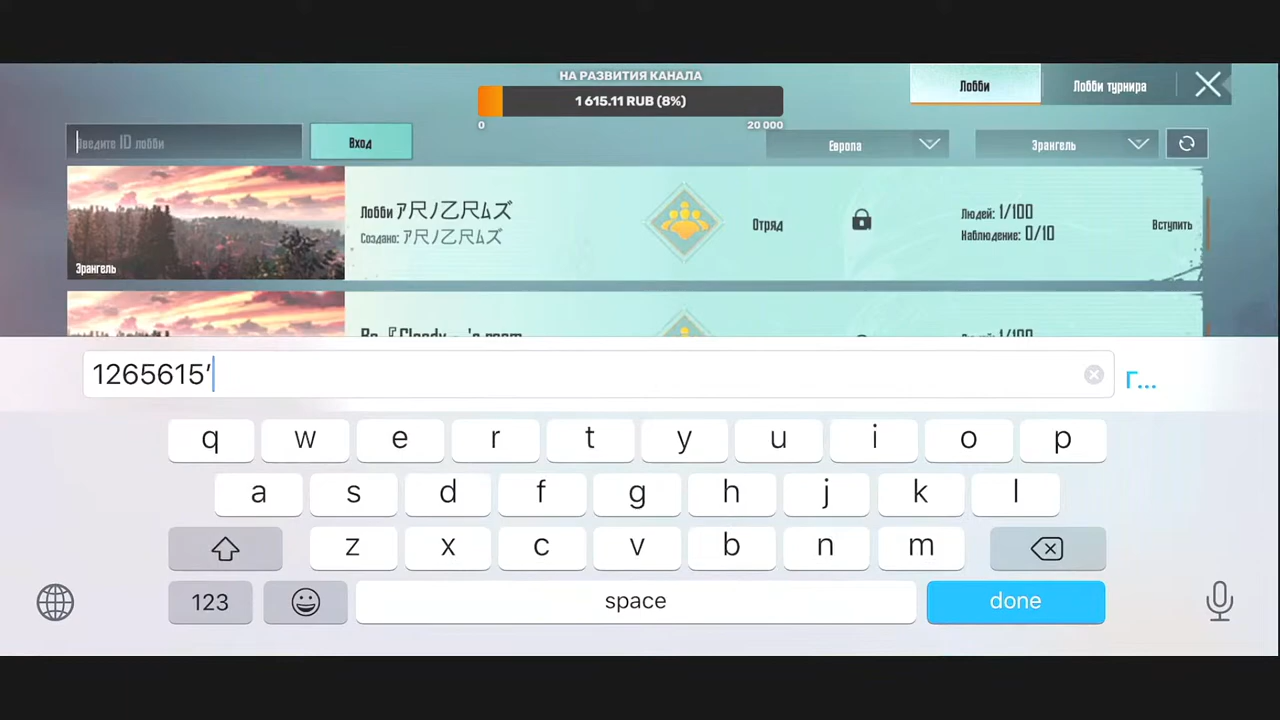 НА РАЗВИТИЯ КАНАЛА
1 615.11 RUB (8%)
0
20 000
Лобби
Лобби турнира
Введите ID лобби
Вход
Европа
Эрангель
Лобби ｱ尺ﾉ乙尺ﾑズ
Создано: ｱ尺ﾉ乙尺ﾑズ
Отряд
Людей: 1/100
Наблюдение: 0/10
Вступить
Эрангель
1/100
1265615’
Г...
q w e r t y u i o p
a s d f g h j k l
z x c v b n m
123
space
done